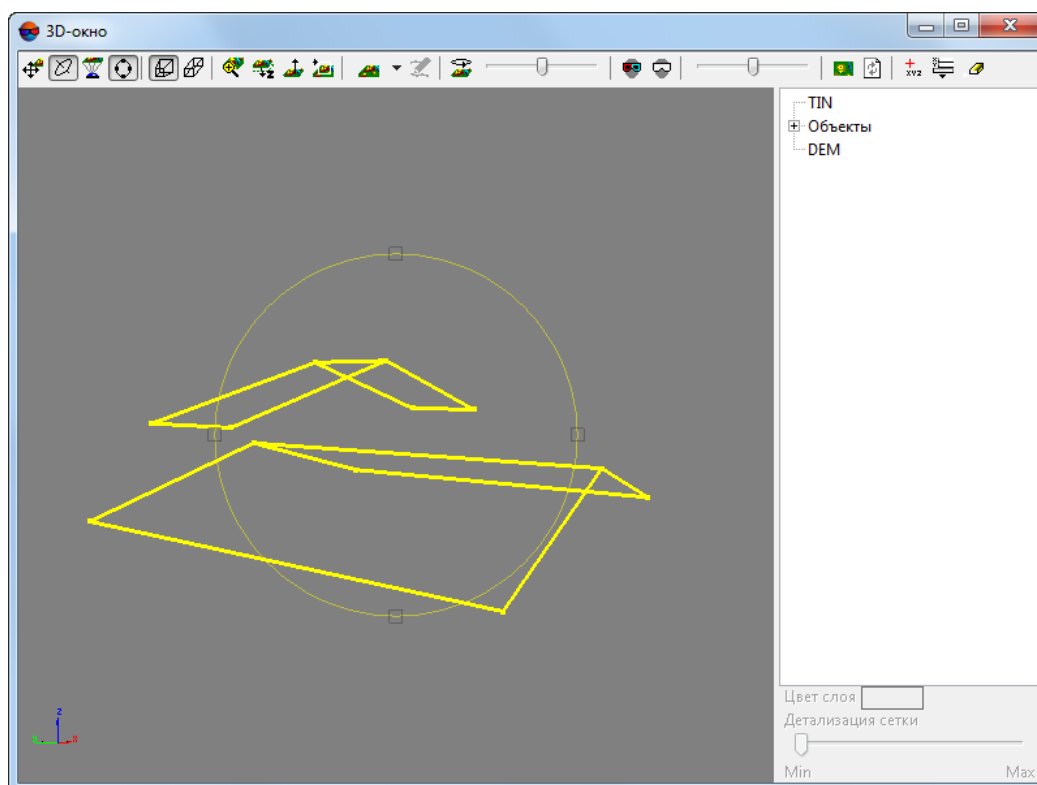 3D-окно
TIN
Объекты
DEM
Цвет слоя
Детализация сетки
Min Max
z
x